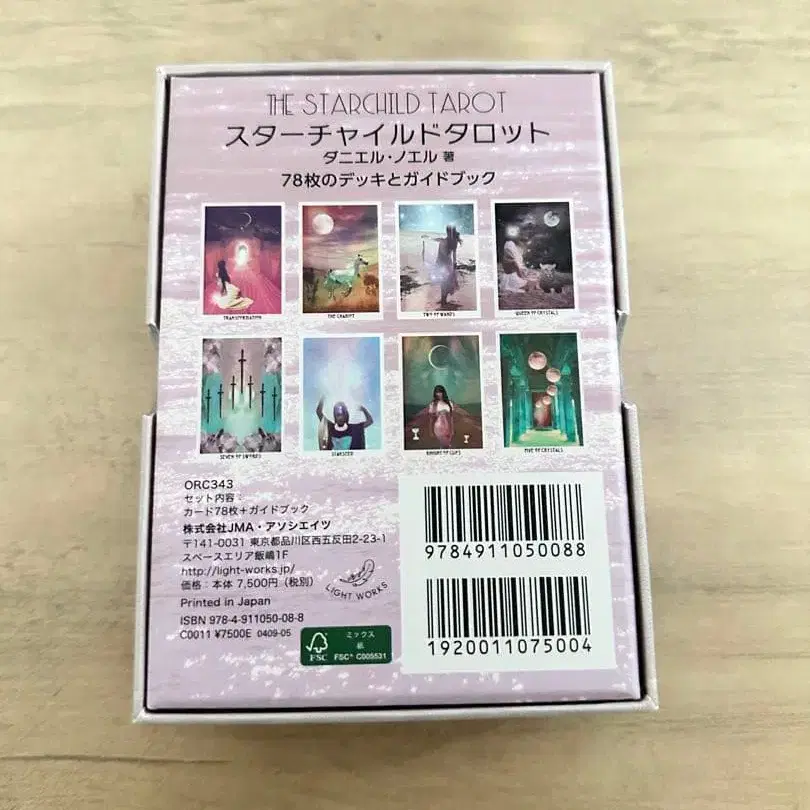 THE STARCHILD TAROT
スターチャイルドタロット
ダニエル・ノエル 著
78枚のデッキとガイドブック
TRANSFORMATION
THE CHARIOT
TWO OF WANDS
QUEEN OF CRYSTALS
SEVEN OF SWORDS
STARSEED
KNIGHT OF CUPS
FIVE OF CRYSTALS
ORC343
セット内容：
カード78枚+ガイドブック
株式会社JMA・アソシエイツ
〒141-0031 東京都品川区西五反田2-23-1
スペースエリア飯嶋1F
http://light-works.jp/
価格：本体 7,500円（税別）
LIGHT WORKS
Printed in Japan
ISBN 978-4-911050-08-8
C0011 ¥7500E 0409-05
FSC
ミックス
紙
FSC® C005531
9784911050088
1920011075004